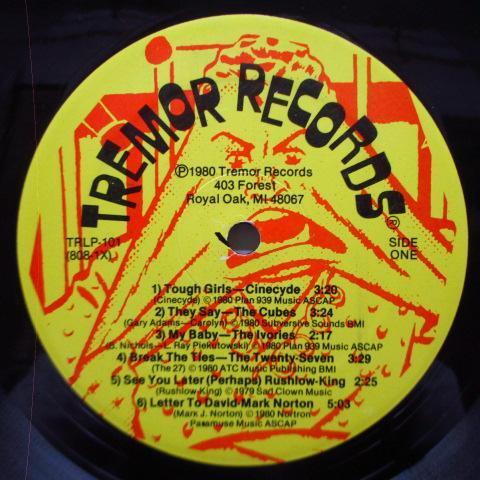 TREMOR RECORDS®
℗1980 Tremor Records
403 Forest
Royal Oak, MI 48067
TRLP-101
(808-1X)
SIDE
ONE
1) Tough Girls—Cinecyde 3:20
(Cinecyde) © 1980 Plan 939 Music ASCAP
2) They Say—The Cubes 3:24
(Gary Adams—Carolyn) © 1980 Subversive Sounds BMI
3) My Baby—The Ivories 2:17
(B. Nichols—L. Ray Piekutowski) © 1980 Plan 939 Music ASCAP
4) Break The Ties—The Twenty-Seven 3:29
(The 27) © 1980 ATC Music Publishing BMI
5) See You Later (Perhaps) Rushlow-King 2:25
(Rushlow-King) © 1979 Sad Clown Music
6) Letter To David-Mark Norton 5:03
(Mark J. Norton) © 1980 Nortron
Music ASCAP